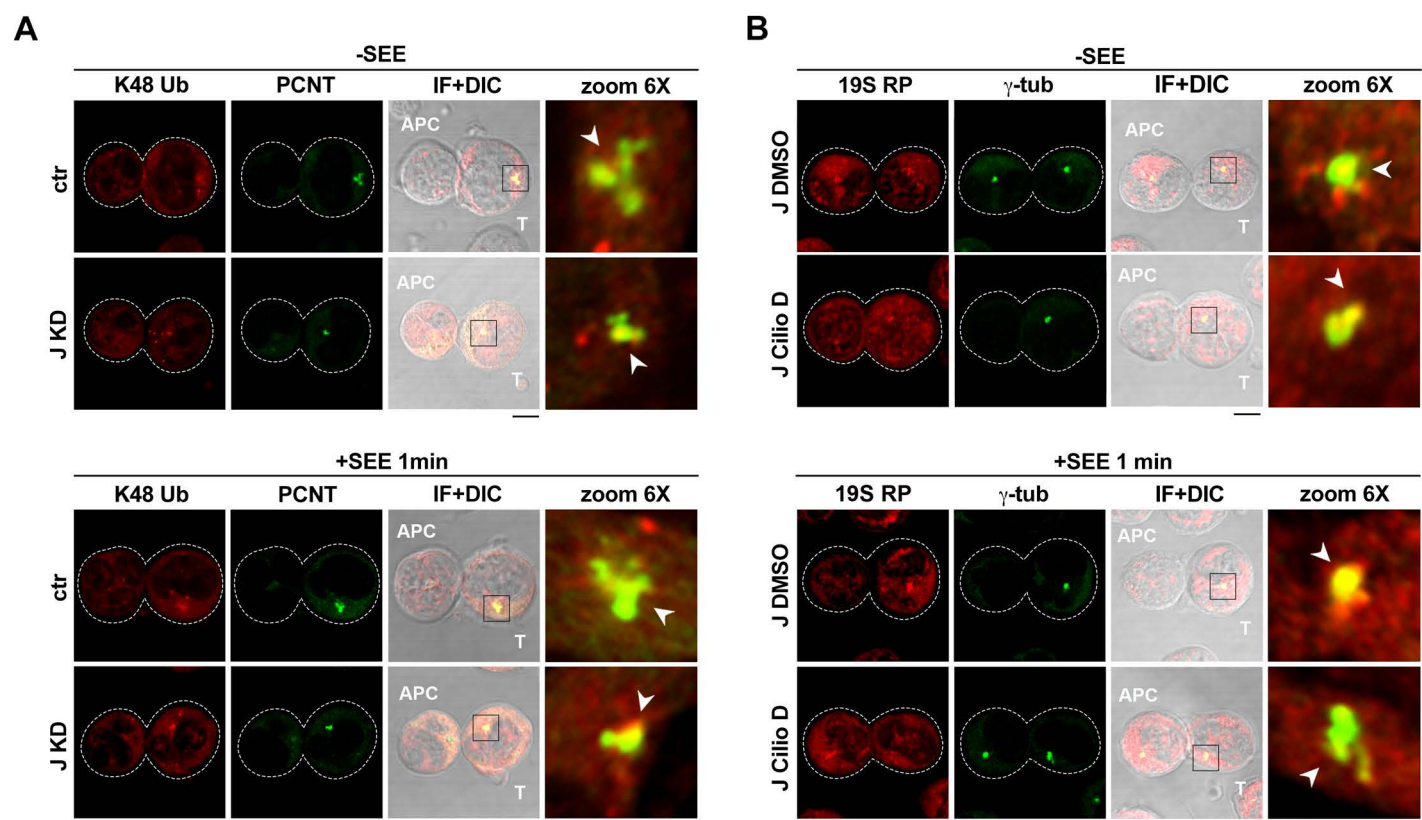 A
-SEE
K48 Ub PCNT IF+DIC zoom 6X
ctr
APC
T
J KD
APC
T
+SEE 1min
K48 Ub PCNT IF+DIC zoom 6X
ctr
APC
T
J KD
APC
T
B
-SEE
19S RP γ-tub IF+DIC zoom 6X
J DMSO
APC
T
J Cilio D
APC
T
+SEE 1 min
19S RP γ-tub IF+DIC zoom 6X
J DMSO
APC
T
J Cilio D
APC
T